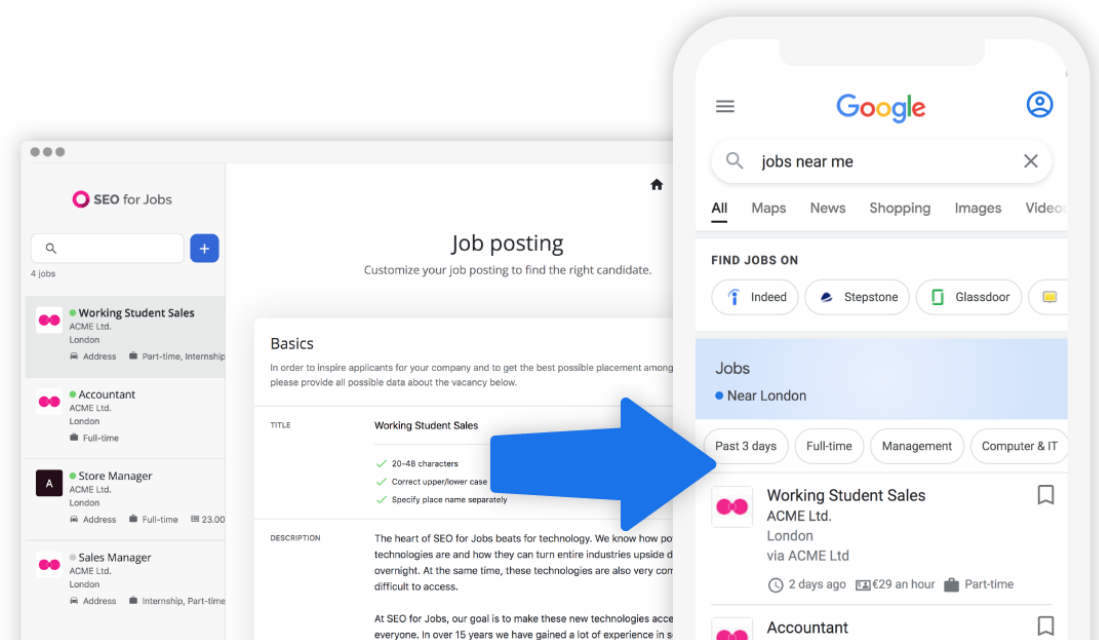 SEO for Jobs
+
4 jobs
Working Student Sales
ACME Ltd.
London
Address Part-time, Internship
Accountant
ACME Ltd.
London
Full-time
A
Store Manager
ACME Ltd.
London
Address Full-time 23.00
Sales Manager
ACME Ltd.
London
Address Internship, Part-time
Job posting
Customize your job posting to find the right candidate.
Basics
In order to inspire applicants for your company and to get the best possible placement among
please provide all possible data about the vacancy below.
TITLE
Working Student Sales
20–48 characters
Correct upper/lower case
Specify place name separately
DESCRIPTION
The heart of SEO for Jobs beats for technology. We know how
technologies are and how they can turn entire industries upside
overnight. At the same time, these technologies are also very
difficult to access.
At SEO for Jobs, our goal is to make these new technologies
everyone. In over 15 years we have gained a lot of experience in
Google
jobs near me
All Maps News Shopping Images Videos
FIND JOBS ON
Indeed Stepstone Glassdoor
Jobs
Near London
Past 3 days Full-time Management Computer & IT
Working Student Sales
ACME Ltd.
London
via ACME Ltd
2 days ago €29 an hour Part-time
Accountant